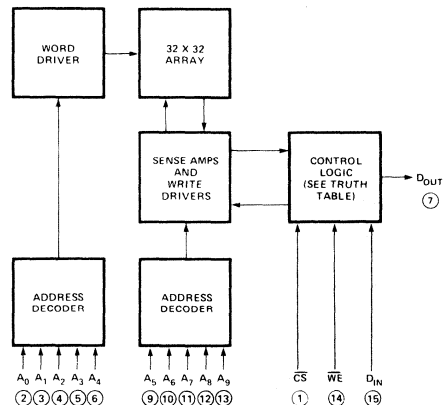 WORD
DRIVER
32 X 32
ARRAY
SENSE AMPS
AND
WRITE
DRIVERS
CONTROL
LOGIC
(SEE TRUTH
TABLE)
DOUT
7
ADDRESS
DECODER
ADDRESS
DECODER
A0 A1 A2 A3 A4
2 3 4 5 6
A5 A6 A7 A8 A9
9 10 11 12 13
C̅S̅ W̅E̅ DIN
1 14 15